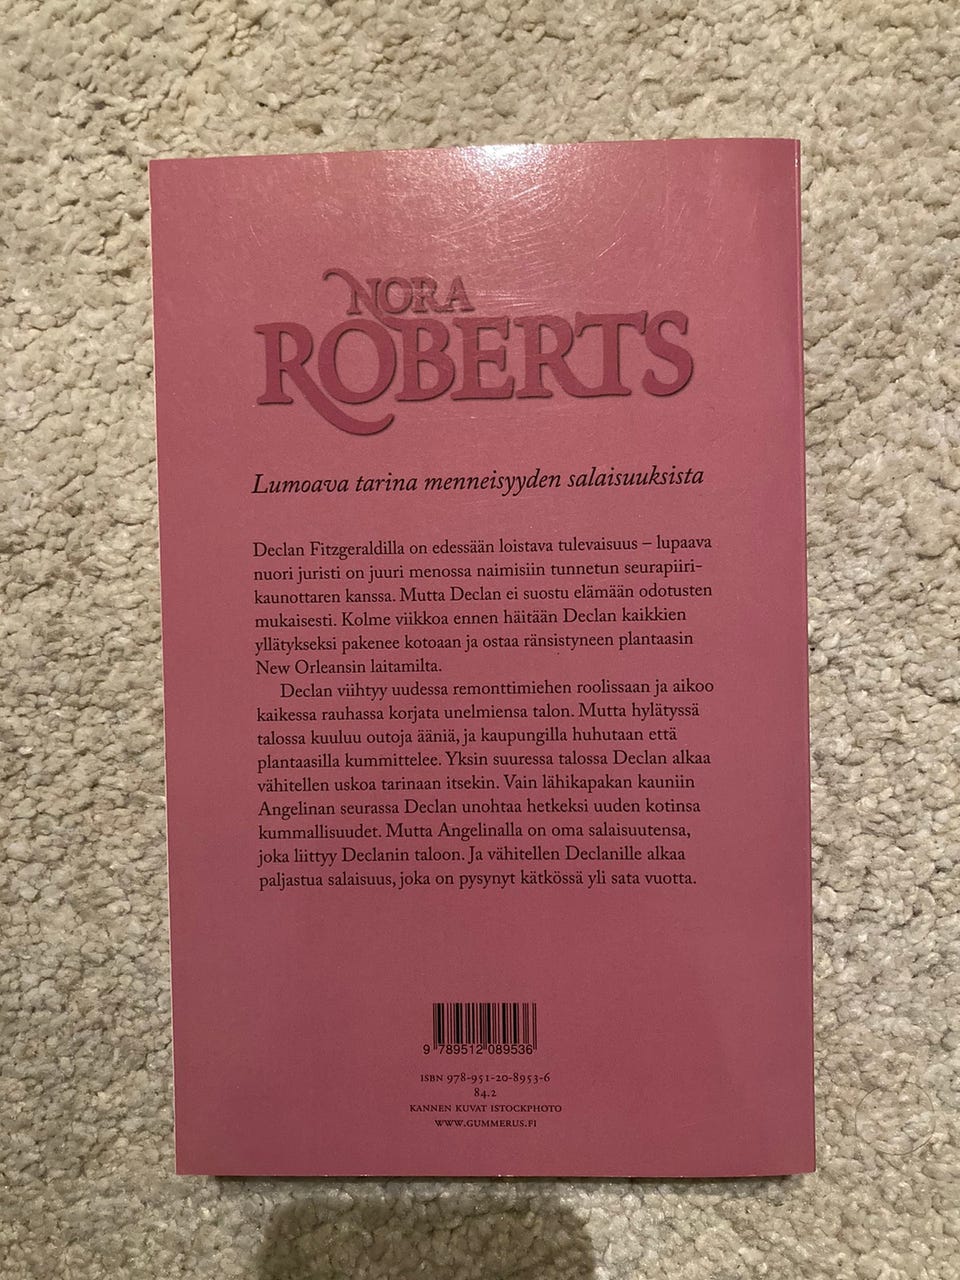 NORA
ROBERTS
Lumoava tarina menneisyyden salaisuuksista
Declan Fitzgeraldilla on edessään loistava tulevaisuus – lupaava
nuori juristi on juuri menossa naimisiin tunnetun seurapiiri-
kaunottaren kanssa. Mutta Declan ei suostu elämään odotusten
mukaisesti. Kolme viikkoa ennen häitään Declan kaikkien
yllätykseksi pakenee kotoaan ja ostaa ränsistyneen plantaasin
New Orleansin laitamilta.
Declan viihtyy uudessa remonttimiehen roolissaan ja aikoo
kaikessa rauhassa korjata unelmiensa talon. Mutta hylätyssä
talossa kuuluu outoja ääniä, ja kaupungilla huhutaan että
plantaasilla kummittelee. Yksin suuressa talossa Declan alkaa
vähitellen uskoa tarinaan itsekin. Vain lähikapakan kauniin
Angelinan seurassa Declan unohtaa hetkeksi uuden kotinsa
kummallisuudet. Mutta Angelinalla on oma salaisuutensa,
joka liittyy Declanin taloon. Ja vähitellen Declanille alkaa
paljastua salaisuus, joka on pysynyt kätkössä yli sata vuotta.
9 789512 089536
ISBN 978-951-20-8953-6
84.2
KANNEN KUVAT ISTOCKPHOTO
WWW.GUMMERUS.FI